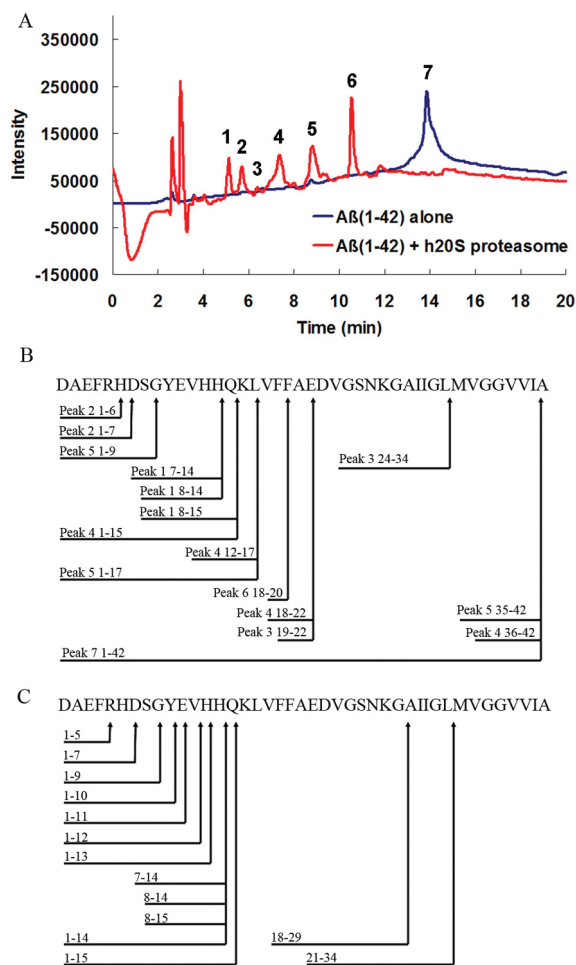 A
350000
250000
150000
50000
-50000
-150000
Intensity
1
2
3
4
5
6
7
Aß(1-42) alone
Aß(1-42) + h20S proteasome
0 2 4 6 8 10 12 14 16 18 20
Time (min)
B
DAEFRHDSGYEVHHQKLVFFAEDVGSNKGAIIGLMVGGVVIA
Peak 2 1-6
Peak 2 1-7
Peak 5 1-9
Peak 3 24-34
Peak 1 7-14
Peak 1 8-14
Peak 1 8-15
Peak 4 1-15
Peak 4 12-17
Peak 5 1-17
Peak 6 18-20
Peak 4 18-22
Peak 5 35-42
Peak 3 19-22
Peak 4 36-42
Peak 7 1-42
C
DAEFRHDSGYEVHHQKLVFFAEDVGSNKGAIIGLMVGGVVIA
1-5
1-7
1-9
1-10
1-11
1-12
1-13
7-14
8-14
8-15
1-14
18-29
1-15
21-34